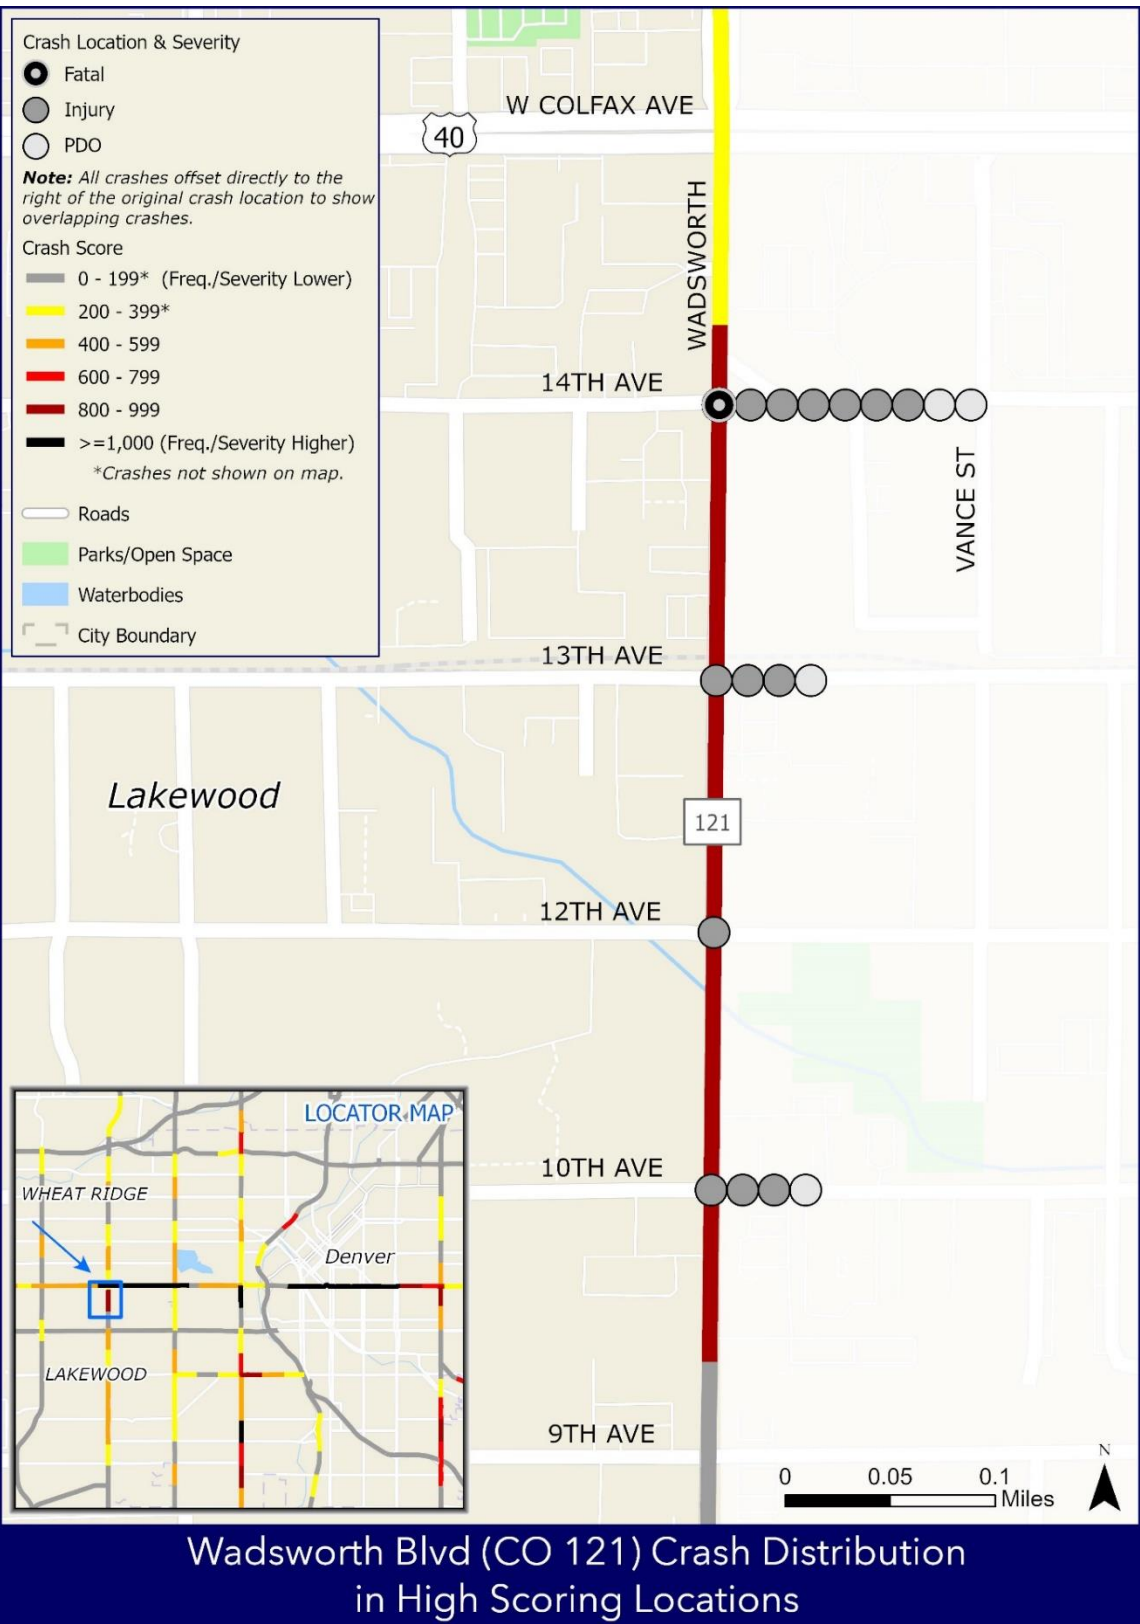 Crash Location & Severity
Fatal
Injury
PDO
Note: All crashes offset directly to the
right of the original crash location to show
overlapping crashes.
Crash Score
0 - 199* (Freq./Severity Lower)
200 - 399*
400 - 599
600 - 799
800 - 999
>=1,000 (Freq./Severity Higher)
*Crashes not shown on map.
Roads
Parks/Open Space
Waterbodies
City Boundary
W COLFAX AVE
40
WADSWORTH
14TH AVE
VANCE ST
13TH AVE
Lakewood
121
12TH AVE
10TH AVE
9TH AVE
LOCATOR MAP
WHEAT RIDGE
Denver
LAKEWOOD
N
0 0.05 0.1
Miles
Wadsworth Blvd (CO 121) Crash Distribution
in High Scoring Locations